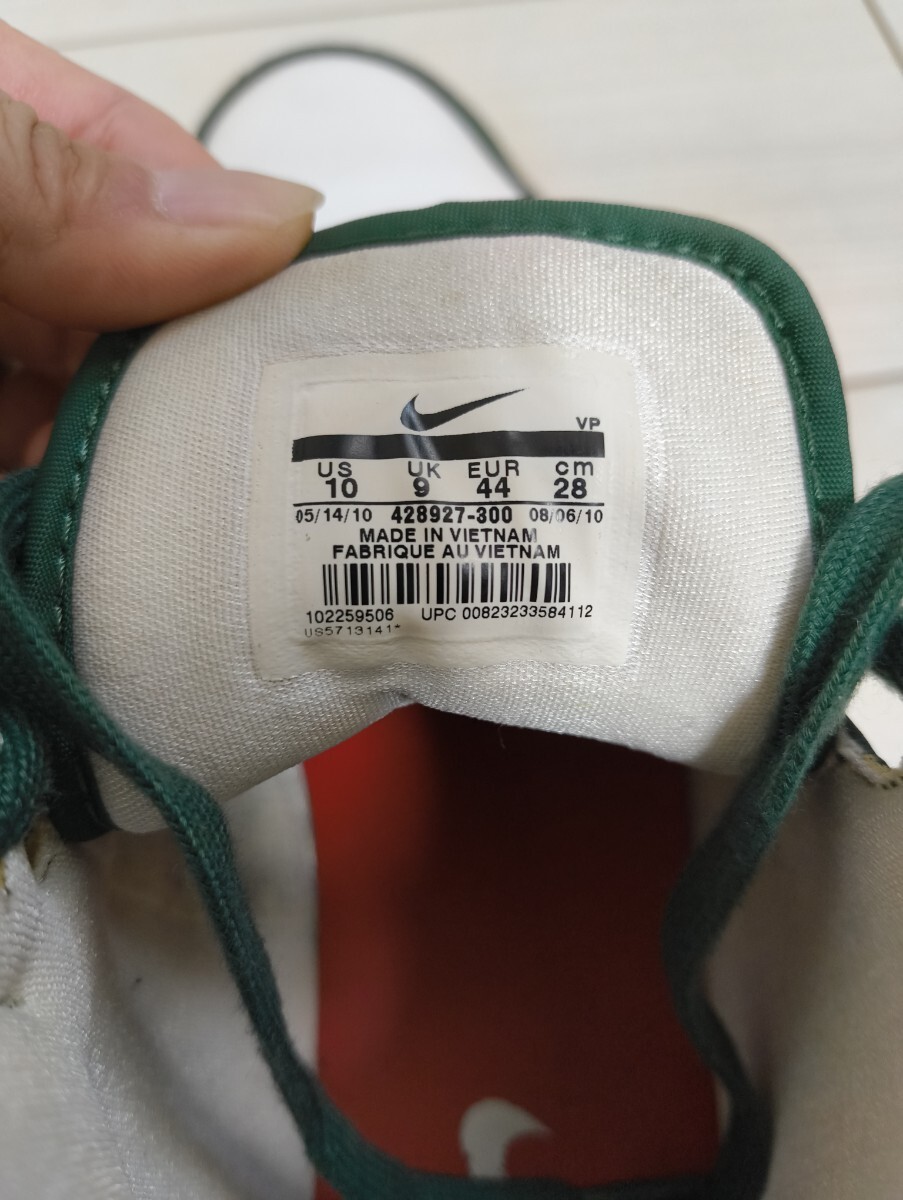 VP
US UK EUR cm
10 9 44 28
05/14/10 428927-300 08/06/10
MADE IN VIETNAM
FABRIQUE AU VIETNAM
102259506 UPC 00823233584112
US5713141*